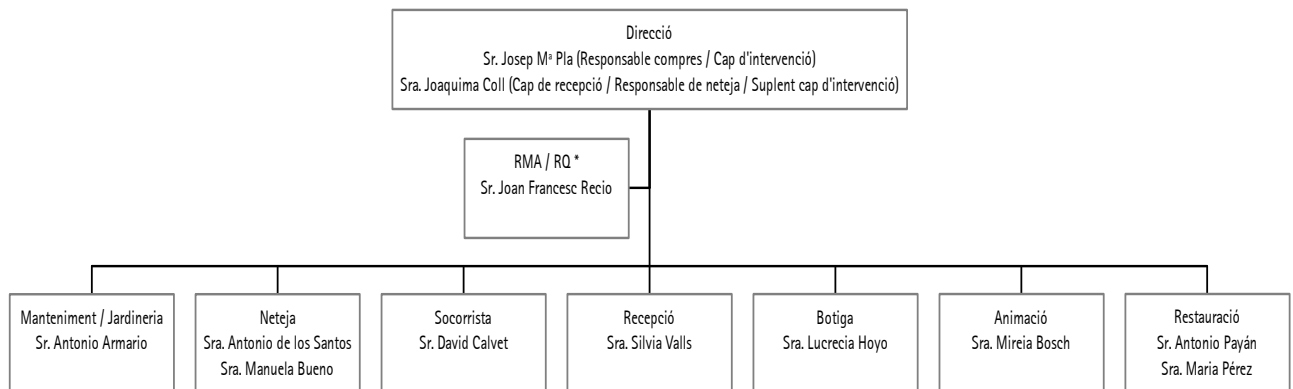 Direcció
Sr. Josep Mª Pla (Responsable compres / Cap d'intervenció)
Sra. Joaquima Coll (Cap de recepció / Responsable de neteja / Suplent cap d'intervenció)
RMA / RQ *
Sr. Joan Francesc Recio
Manteniment / Jardineria
Sr. Antonio Armario
Neteja
Sra. Antonio de los Santos
Sra. Manuela Bueno
Socorrista
Sr. David Calvet
Recepció
Sra. Silvia Valls
Botiga
Sra. Lucrecia Hoyo
Animació
Sra. Mireia Bosch
Restauració
Sr. Antonio Payán
Sra. Maria Pérez